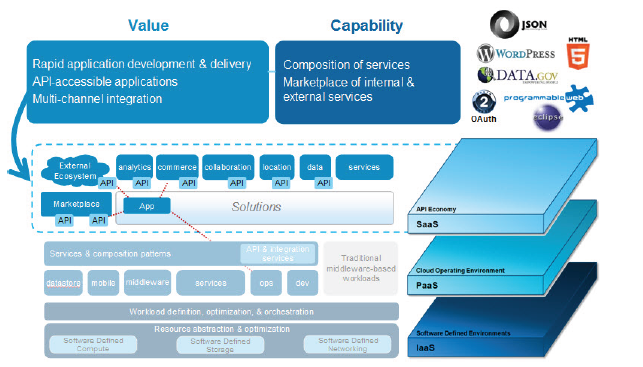 Value
Capability
Rapid application development & delivery
API-accessible applications
Multi-channel integration
Composition of services
Marketplace of internal &
external services
JSON
HTML
5
WORDPRESS
DATA.GOV
2
OAuth
programmableweb
eclipse
External
Ecosystem
API
analytics
API
commerce
API
collaboration
API
location
API
data
API
services
Marketplace
API
API
App
Solutions
API Economy
SaaS
Services & composition patterns
API & integration
services
Traditional
middleware-based
workloads
datastore
mobile
middleware
services
ops
dev
Cloud Operating Environment
PaaS
Workload definition, optimization, & orchestration
Resource abstraction & optimization
Software Defined
Compute
Software Defined
Storage
Software Defined
Networking
Software Defined Environments
IaaS